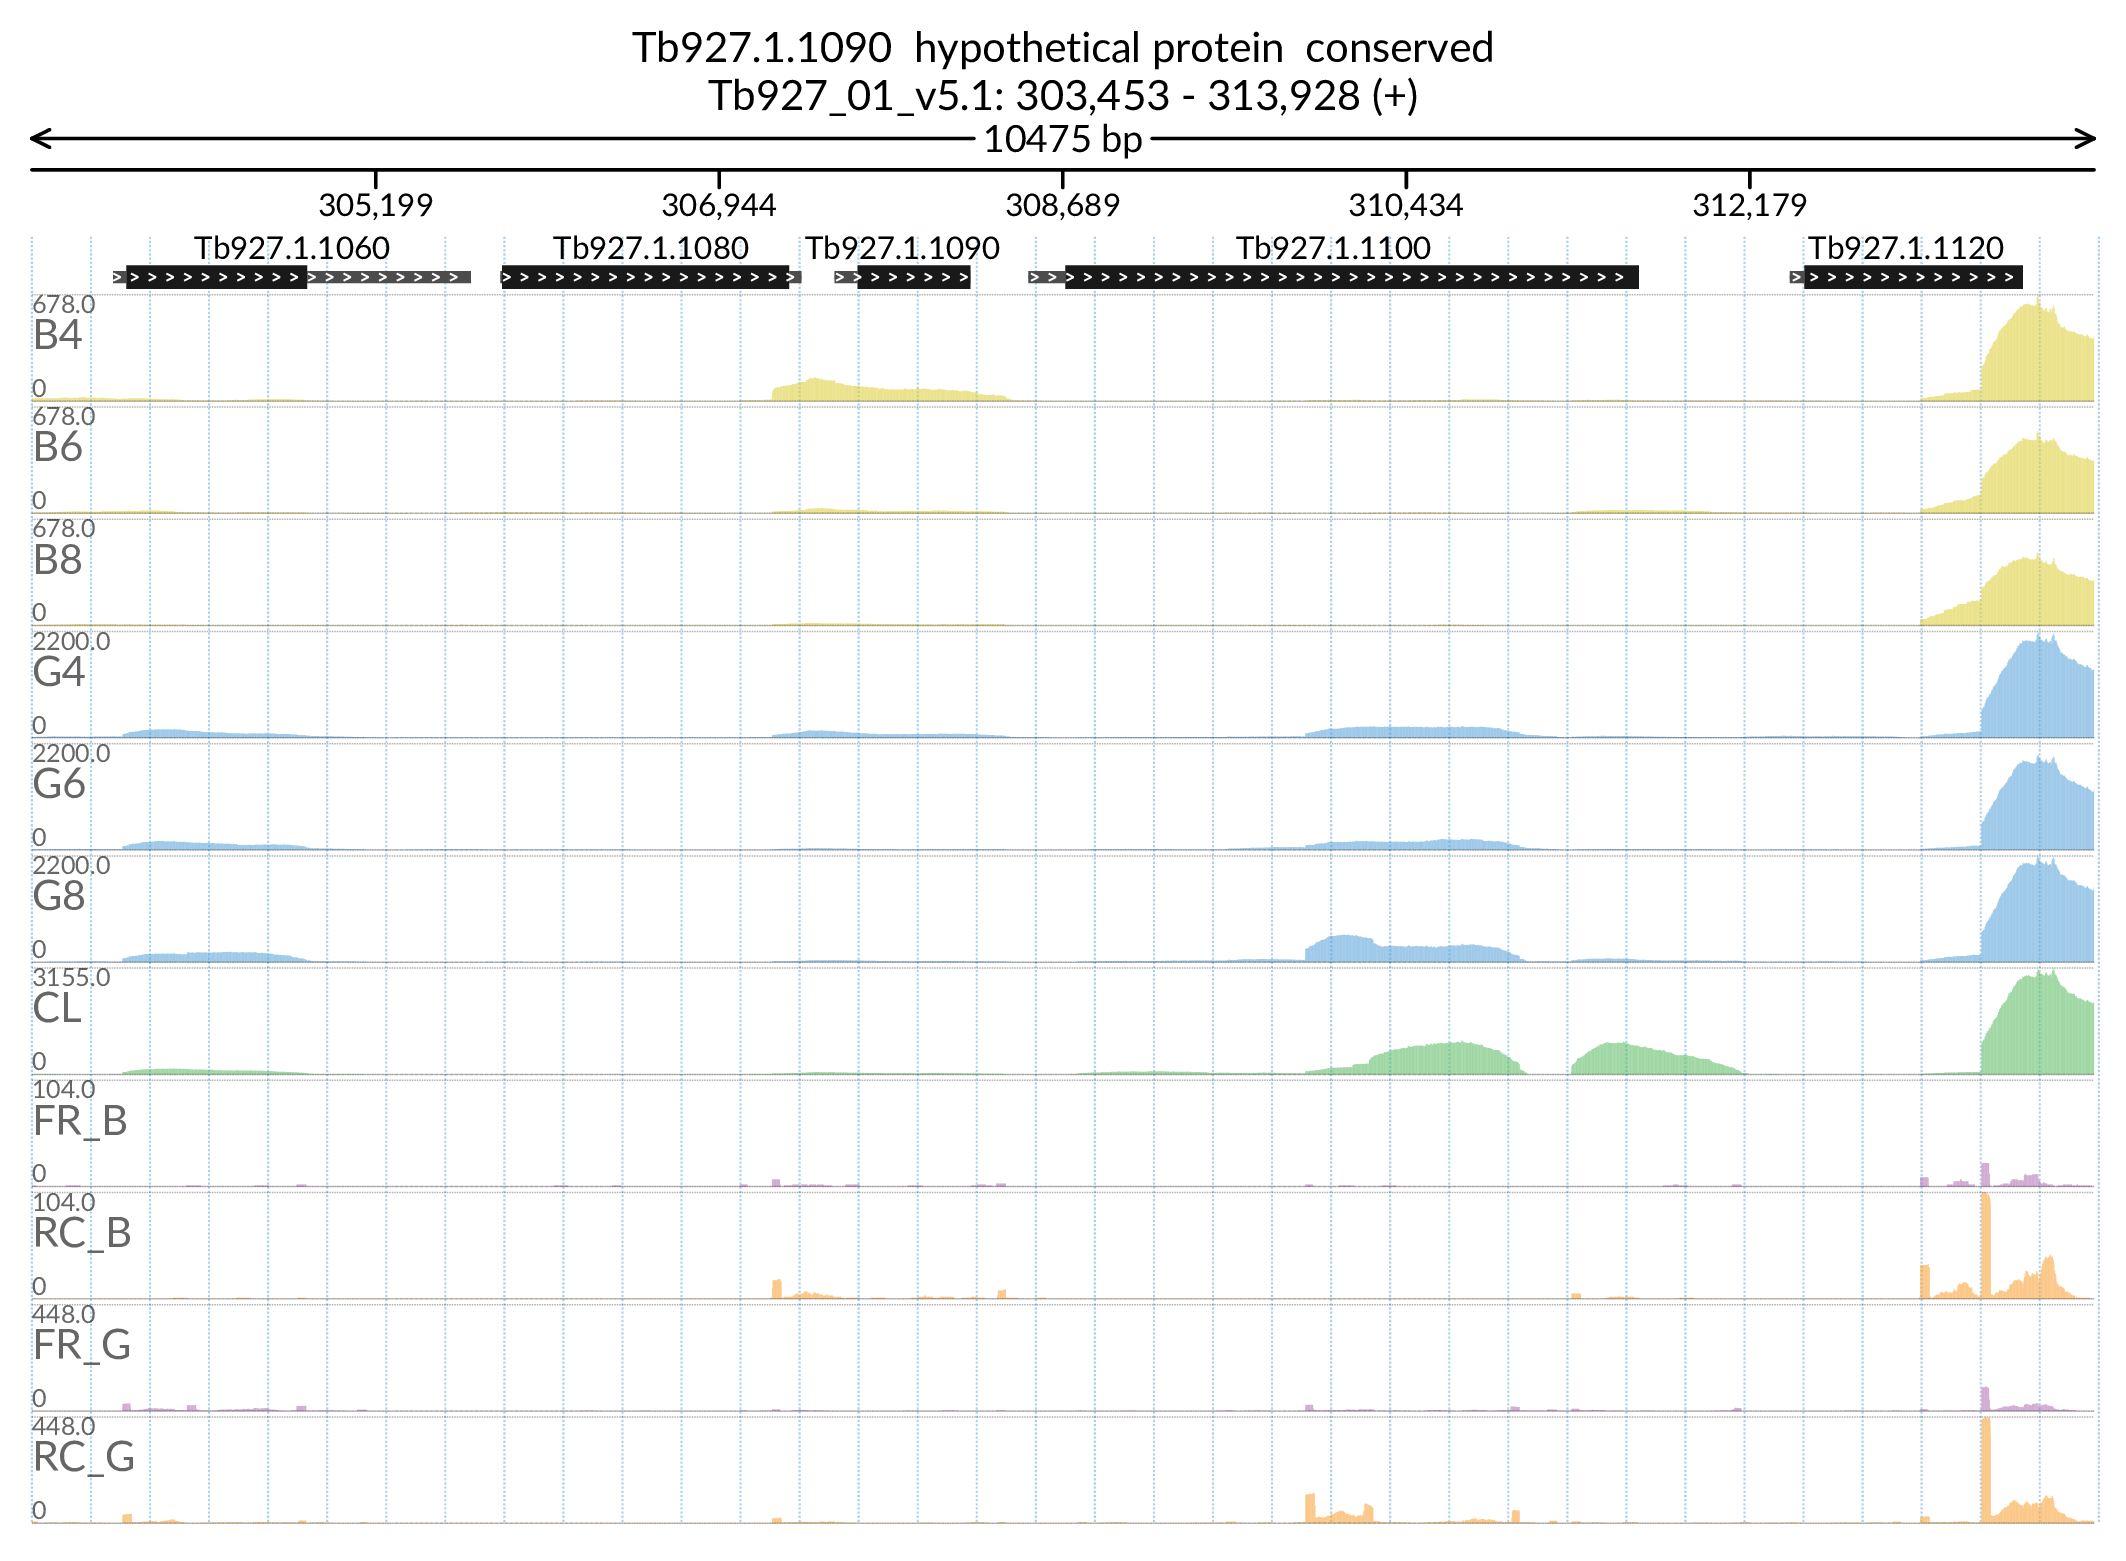 Tb927.1.1090  hypothetical protein  conserved
Tb927_01_v5.1: 303,453 - 313,928 (+)
10475 bp
305,199 306,944 308,689 310,434 312,179
Tb927.1.1060 Tb927.1.1080 Tb927.1.1090 Tb927.1.1100 Tb927.1.1120
678.0
B4
0
678.0
B6
0
678.0
B8
0
2200.0
G4
0
2200.0
G6
0
2200.0
G8
0
3155.0
CL
0
104.0
FR_B
0
104.0
RC_B
0
448.0
FR_G
0
448.0
RC_G
0